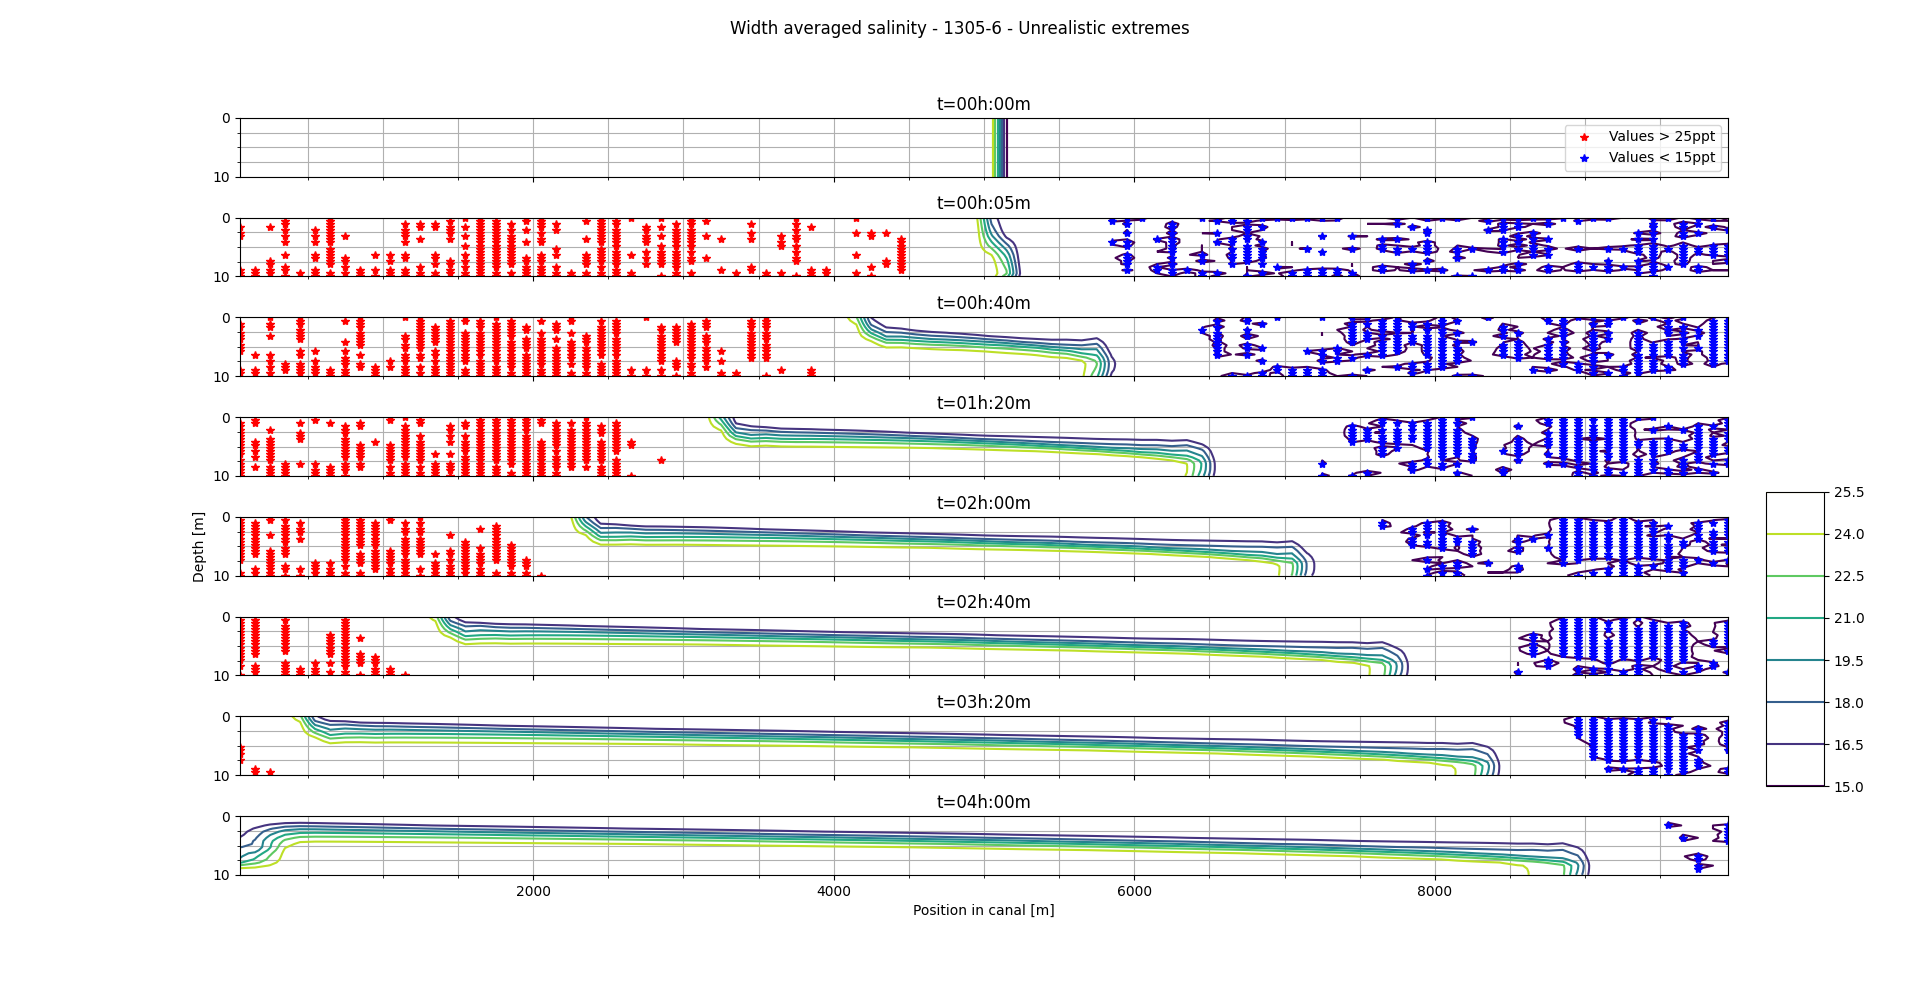 Width averaged salinity - 1305-6 - Unrealistic extremes
t=00h:00m
0
10
Values > 25ppt
Values < 15ppt
t=00h:05m
0
10
t=00h:40m
0
10
t=01h:20m
0
10
t=02h:00m
0
10
t=02h:40m
0
10
t=03h:20m
0
10
t=04h:00m
0
10
Depth [m]
2000 4000 6000 8000
Position in canal [m]
25.5
24.0
22.5
21.0
19.5
18.0
16.5
15.0